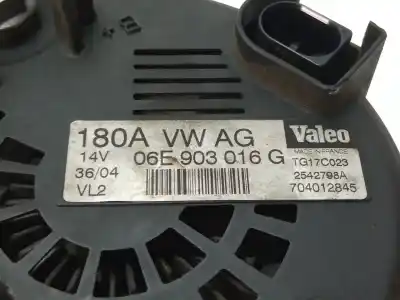 B+
180A VW AG Valeo
MADE IN FRANCE
14V 06E 903 016 G TG17C023
36/04 2542798A
VL2 704012845